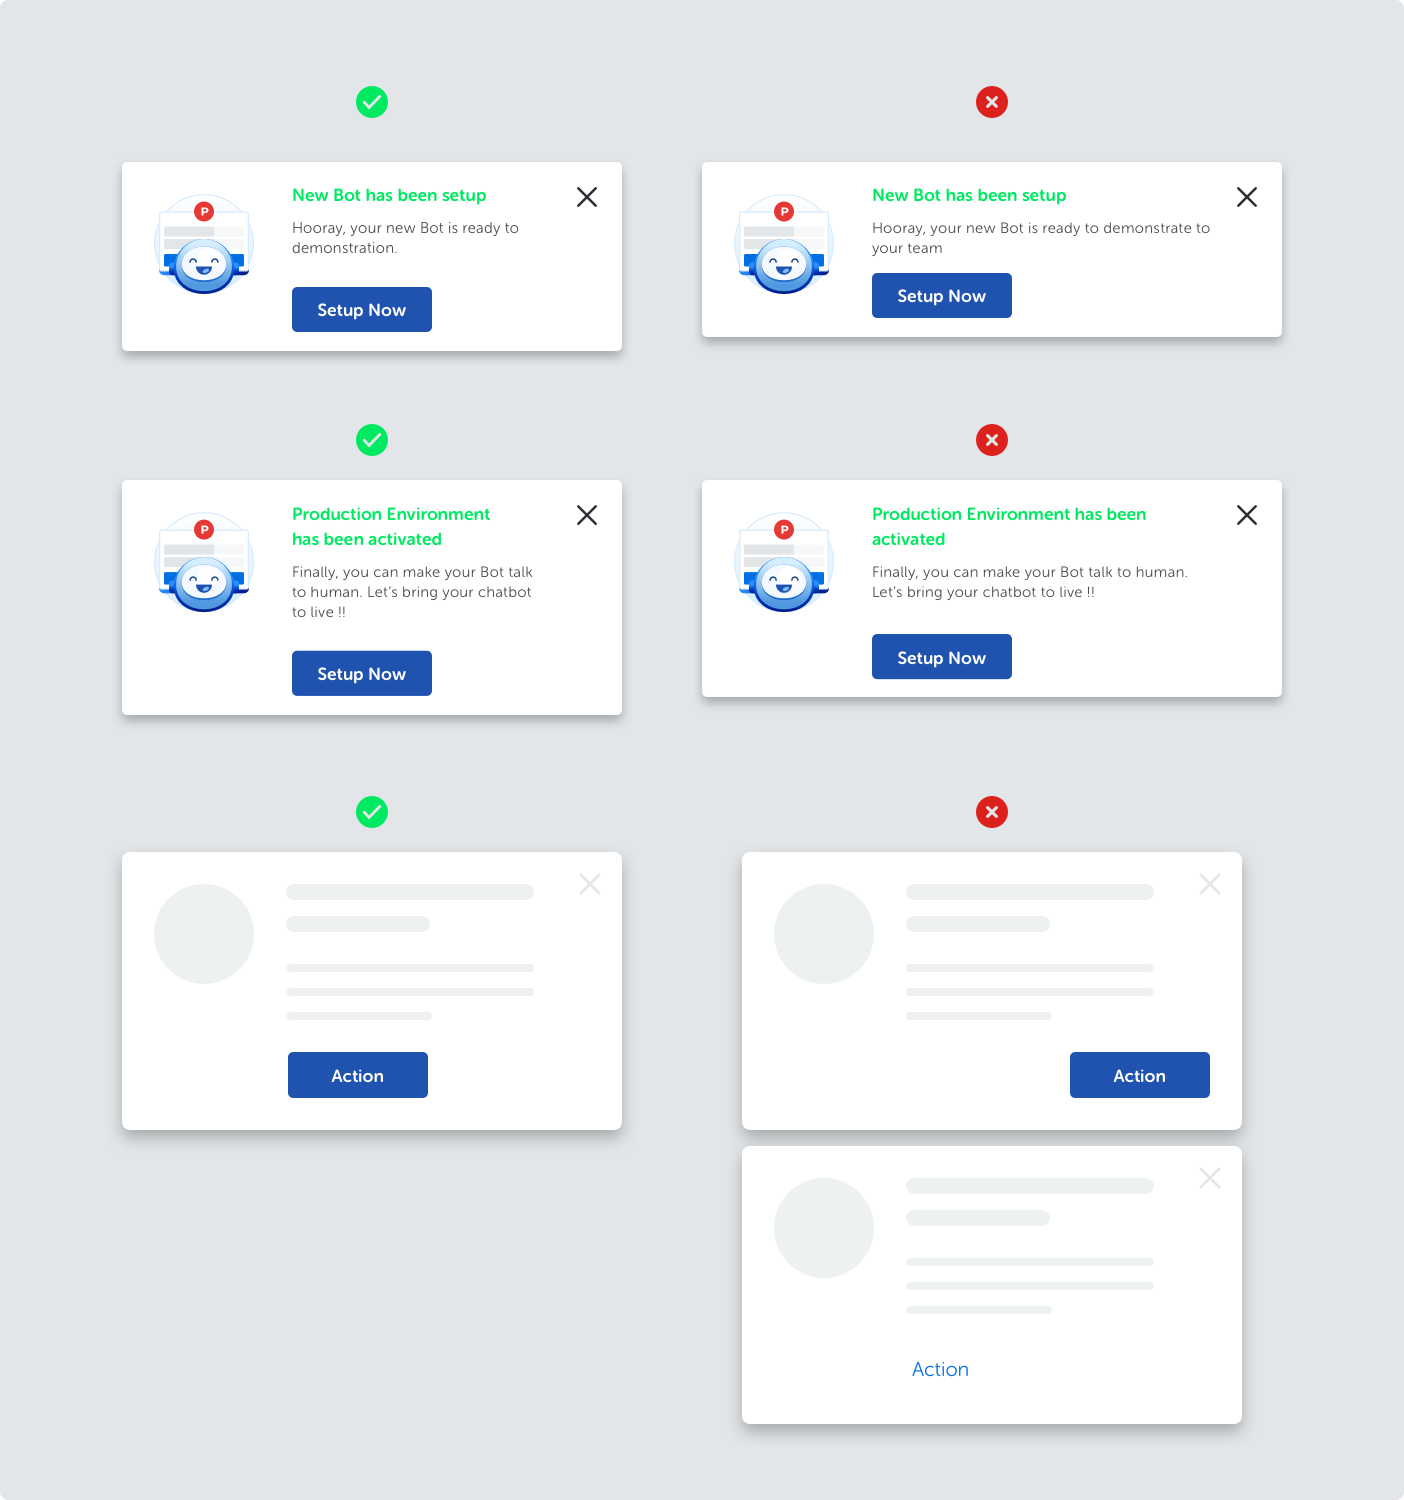 P
New Bot has been setup
Hooray, your new Bot is ready to
demonstration.
Setup Now
P
New Bot has been setup
Hooray, your new Bot is ready to demonstrate to
your team
Setup Now
P
Production Environment
has been activated
Finally, you can make your Bot talk
to human. Let's bring your chatbot
to live !!
Setup Now
P
Production Environment has been
activated
Finally, you can make your Bot talk to human.
Let's bring your chatbot to live !!
Setup Now
Action
Action
Action